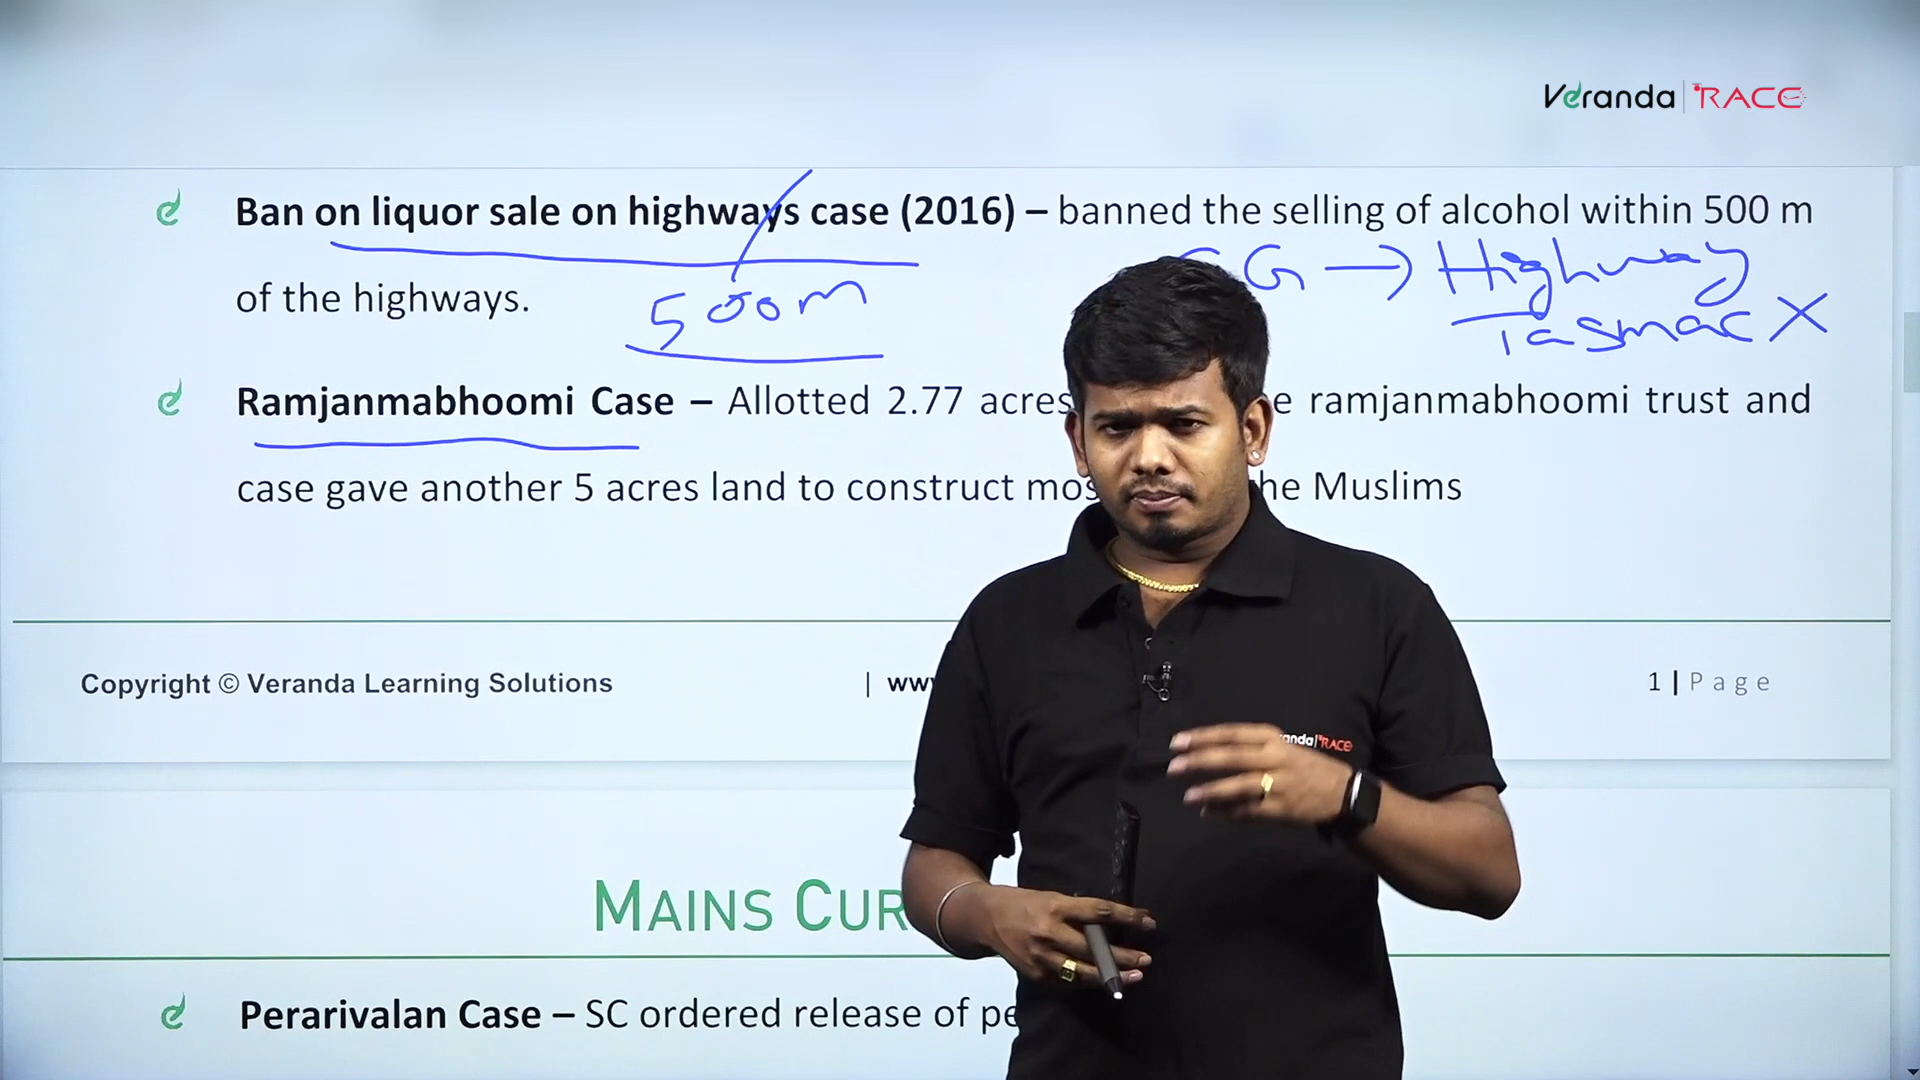 Veranda RACE
Ban on liquor sale on highways case (2016) – banned the selling of alcohol within 500 m
G → Highway
of the highways. 500m
Tasmac X
Ramjanmabhoomi Case – Allotted 2.77 acres e ramjanmabhoomi trust and
case gave another 5 acres land to construct mos he Muslims
Copyright © Veranda Learning Solutions | ww 1 | Page
anda RACE
MAINS CUR
Perarivalan Case – SC ordered release of pe